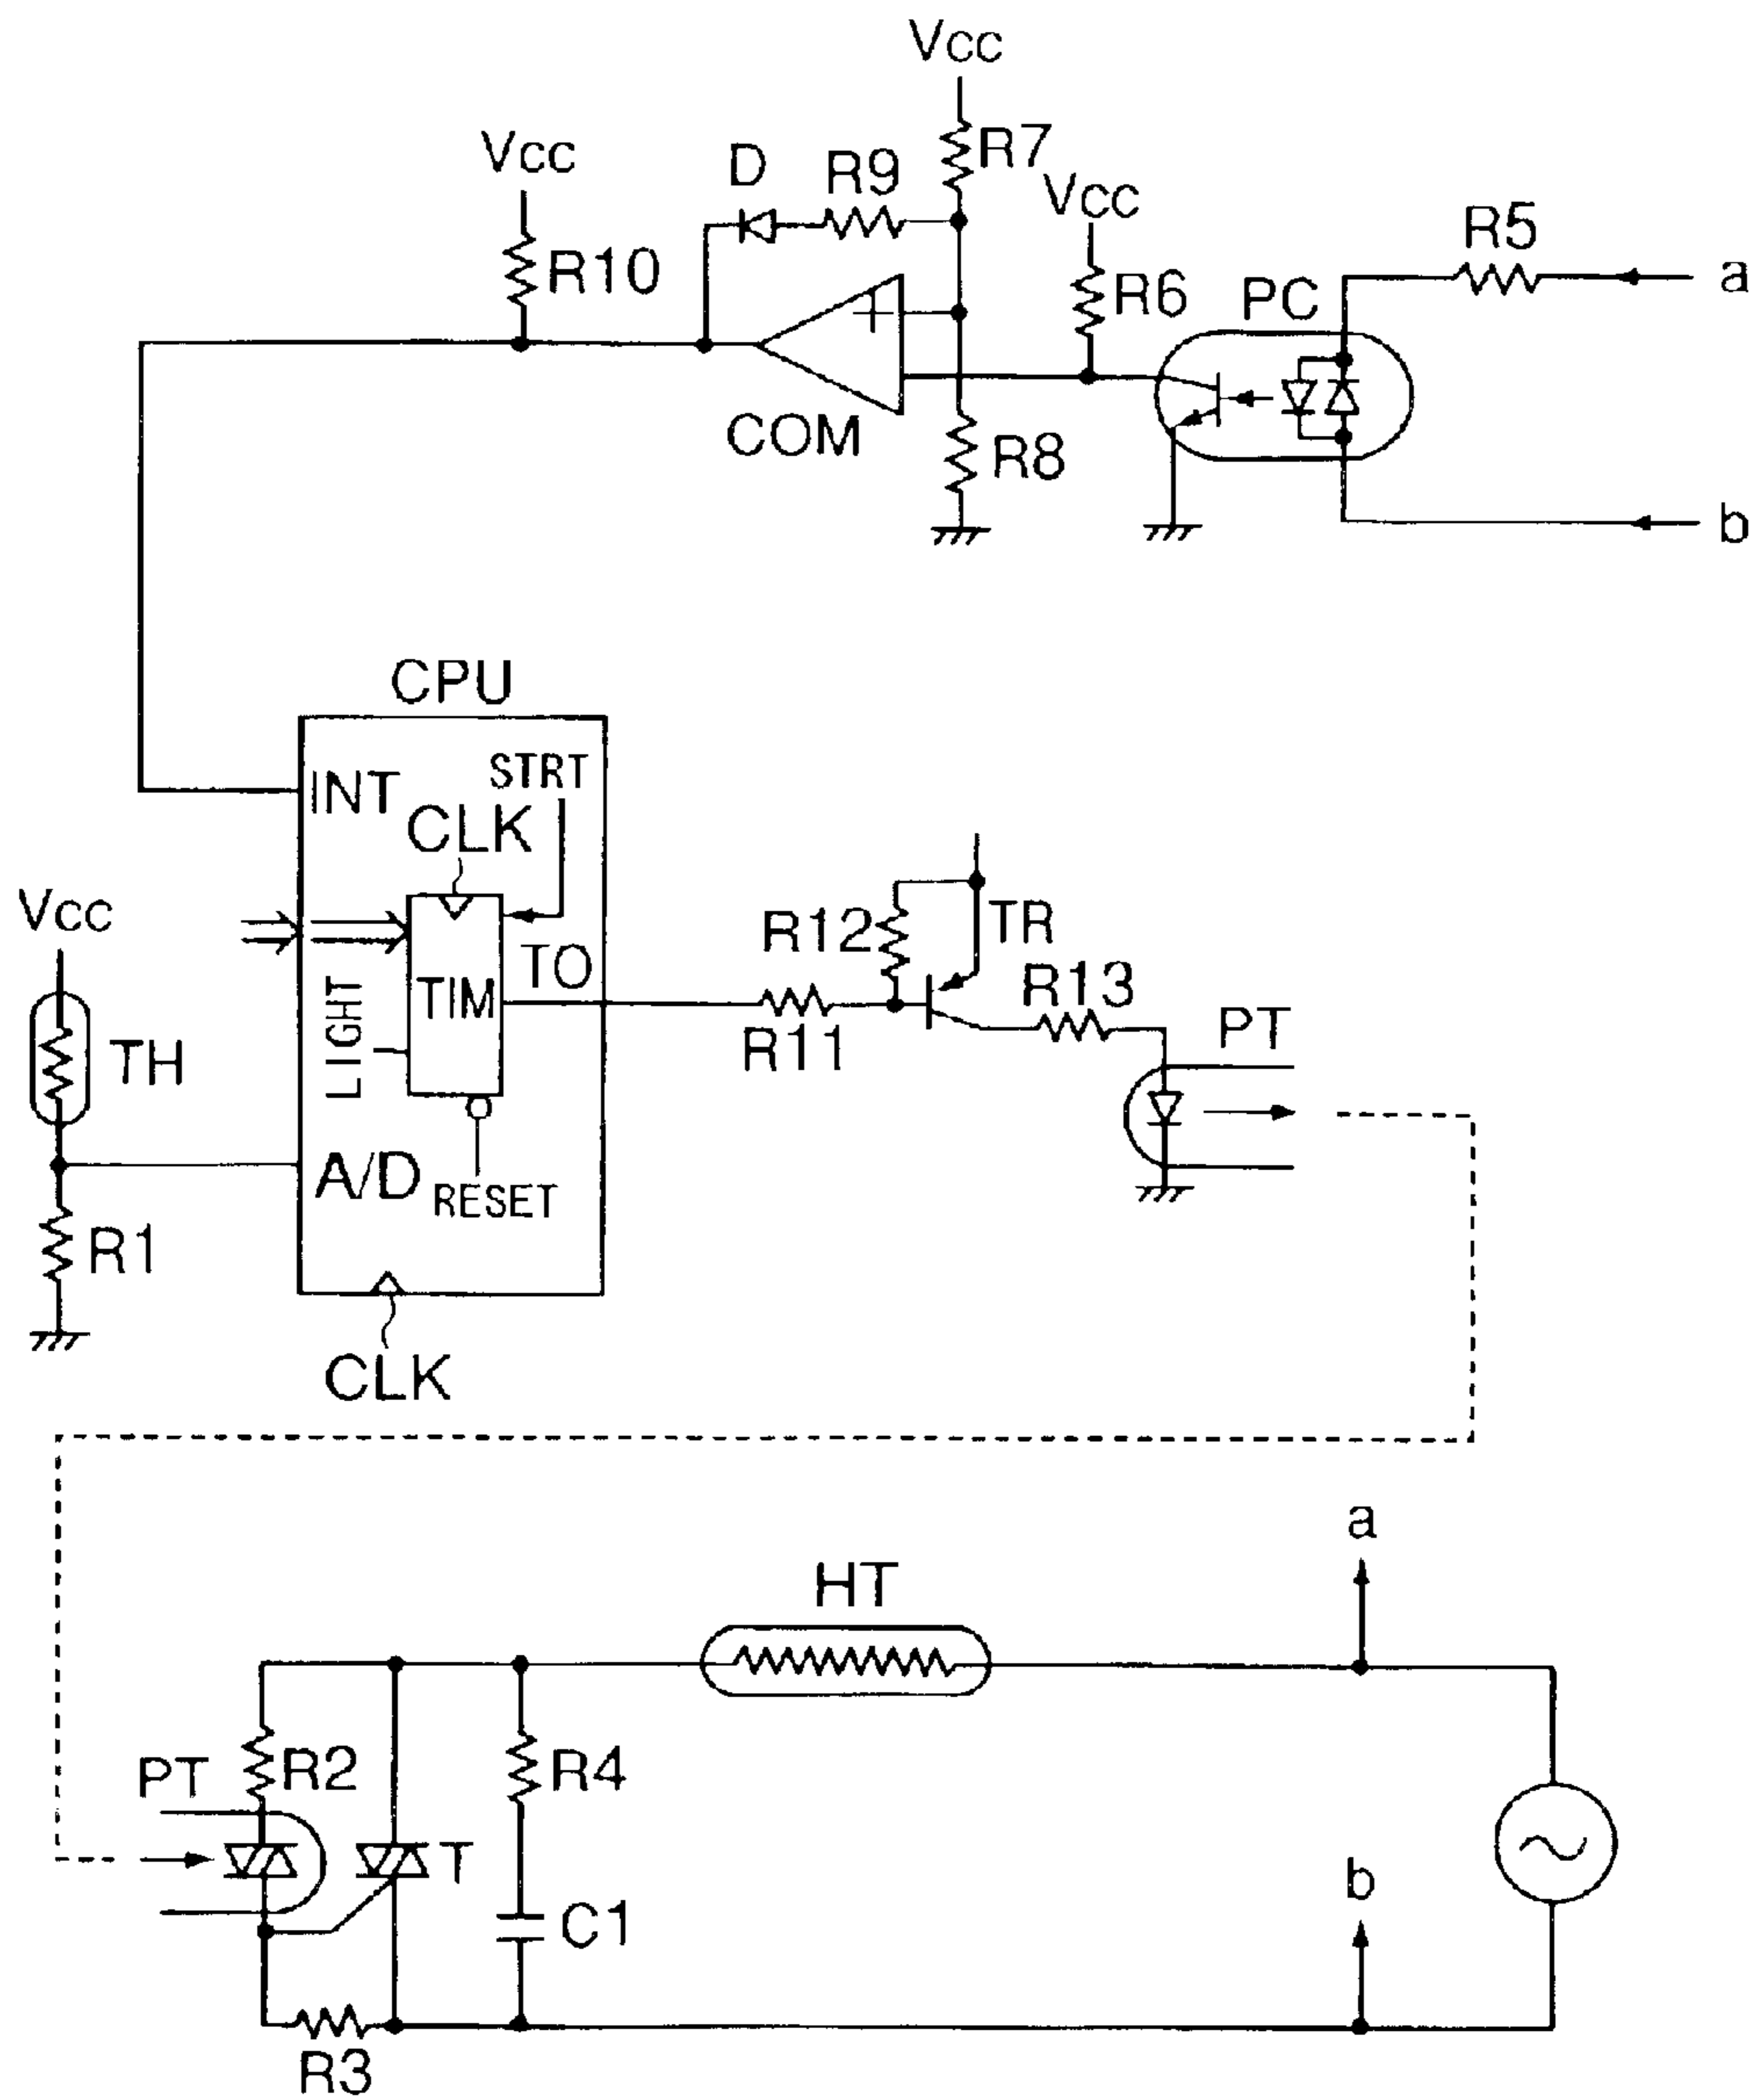 Vcc
Vcc
D
R9
R7
Vcc
R10
R6
R5
a
PC
+
COM
R8
b
CPU
INT
STRT
CLK
Vcc
TH
LIGHT
TIM
TO
R12
TR
R11
R13
PT
A/D
RESET
R1
CLK
a
HT
PT
R2
T
R4
C1
b
R3